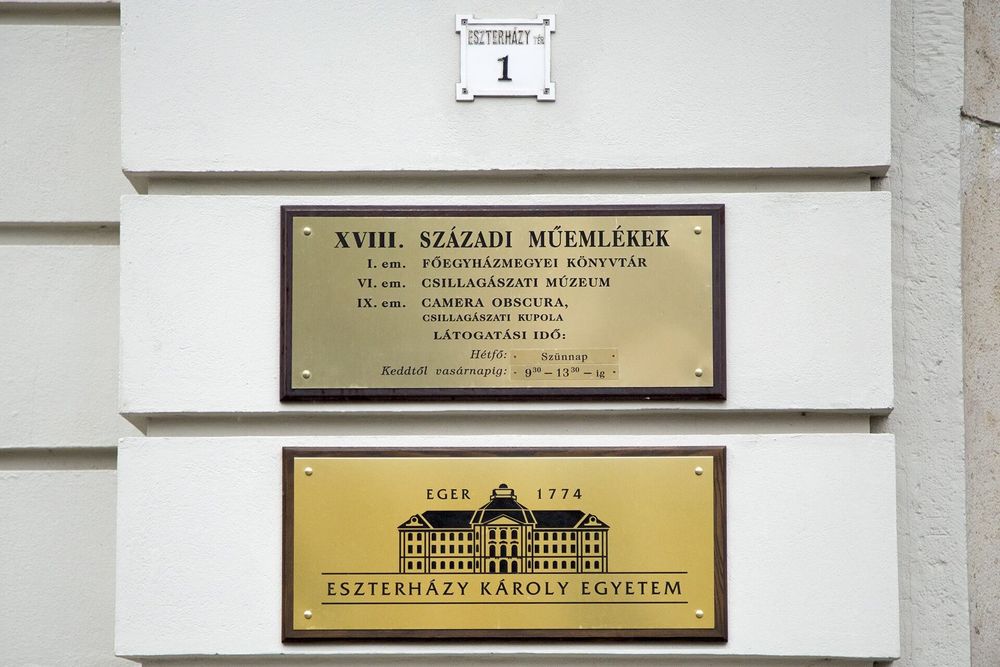 ESZTERHÁZY TÉR
1
XVIII. SZÁZADI MŰEMLÉKEK
I. em. FŐEGYHÁZMEGYEI KÖNYVTÁR
VI. em. CSILLAGÁSZATI MÚZEUM
IX. em. CAMERA OBSCURA,
CSILLAGÁSZATI KUPOLA
LÁTOGATÁSI IDŐ:
Hétfő: Szünnap
Keddtől vasárnapig: 9³⁰ – 13³⁰ – ig
EGER 1774
ESZTERHÁZY KÁROLY EGYETEM